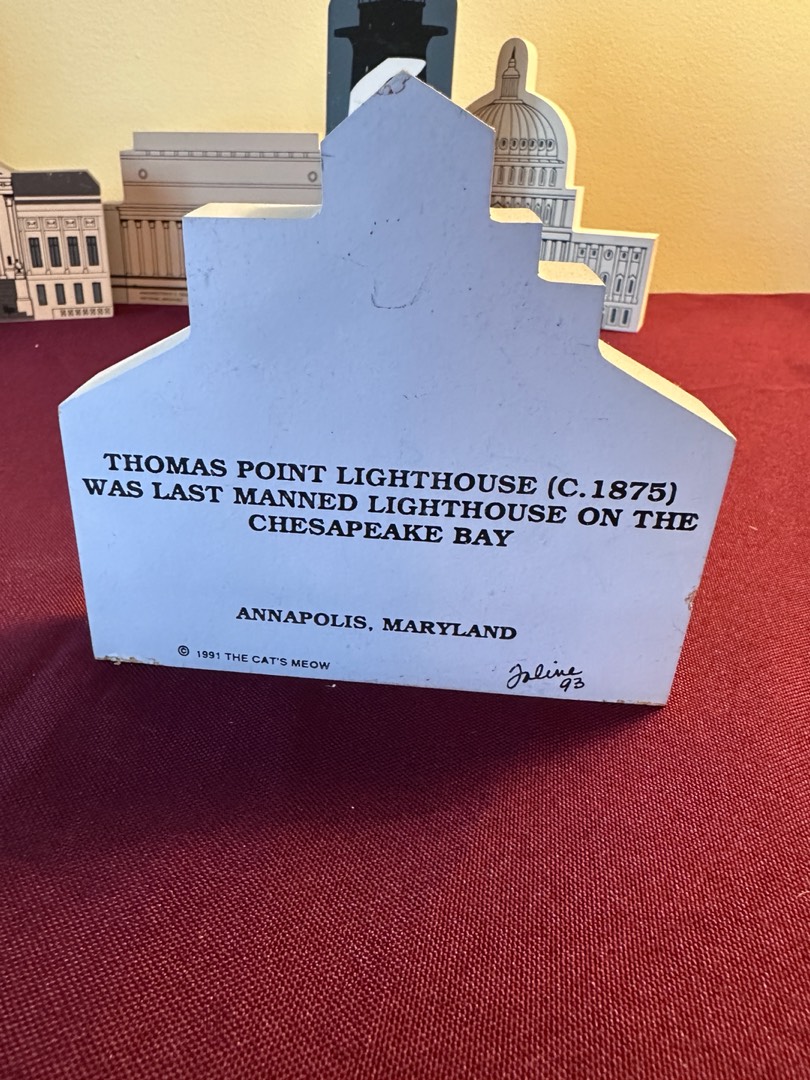 THOMAS POINT LIGHTHOUSE (C.1875)
WAS LAST MANNED LIGHTHOUSE ON THE
CHESAPEAKE BAY
ANNAPOLIS, MARYLAND
© 1991 THE CAT'S MEOW
Faline
93